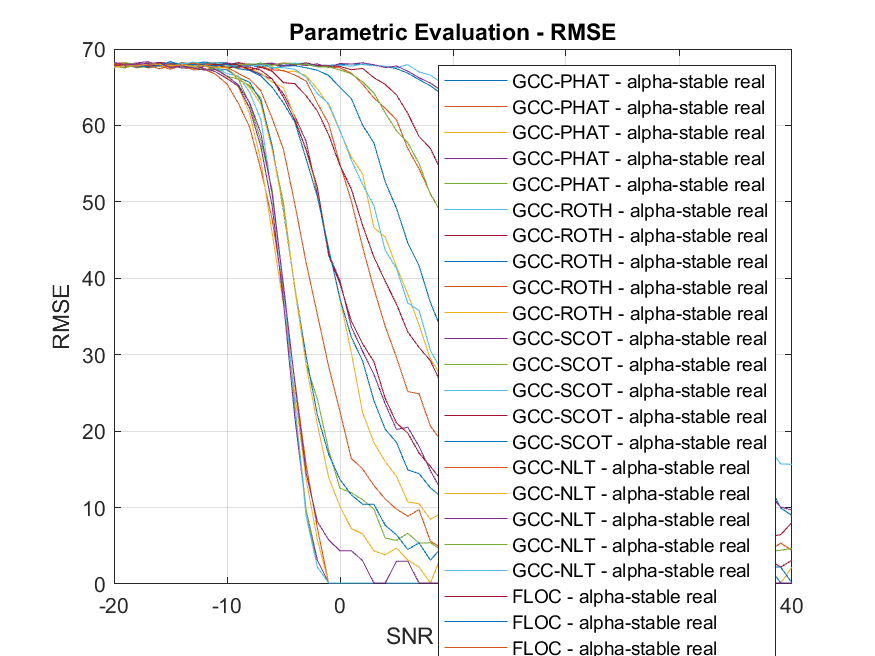 Parametric Evaluation - RMSE
70
60
50
40
30
20
10
0
RMSE
-20
-10
0
40
SNR
GCC-PHAT - alpha-stable real
GCC-PHAT - alpha-stable real
GCC-PHAT - alpha-stable real
GCC-PHAT - alpha-stable real
GCC-PHAT - alpha-stable real
GCC-ROTH - alpha-stable real
GCC-ROTH - alpha-stable real
GCC-ROTH - alpha-stable real
GCC-ROTH - alpha-stable real
GCC-ROTH - alpha-stable real
GCC-SCOT - alpha-stable real
GCC-SCOT - alpha-stable real
GCC-SCOT - alpha-stable real
GCC-SCOT - alpha-stable real
GCC-SCOT - alpha-stable real
GCC-NLT - alpha-stable real
GCC-NLT - alpha-stable real
GCC-NLT - alpha-stable real
GCC-NLT - alpha-stable real
GCC-NLT - alpha-stable real
FLOC - alpha-stable real
FLOC - alpha-stable real
FLOC - alpha-stable real